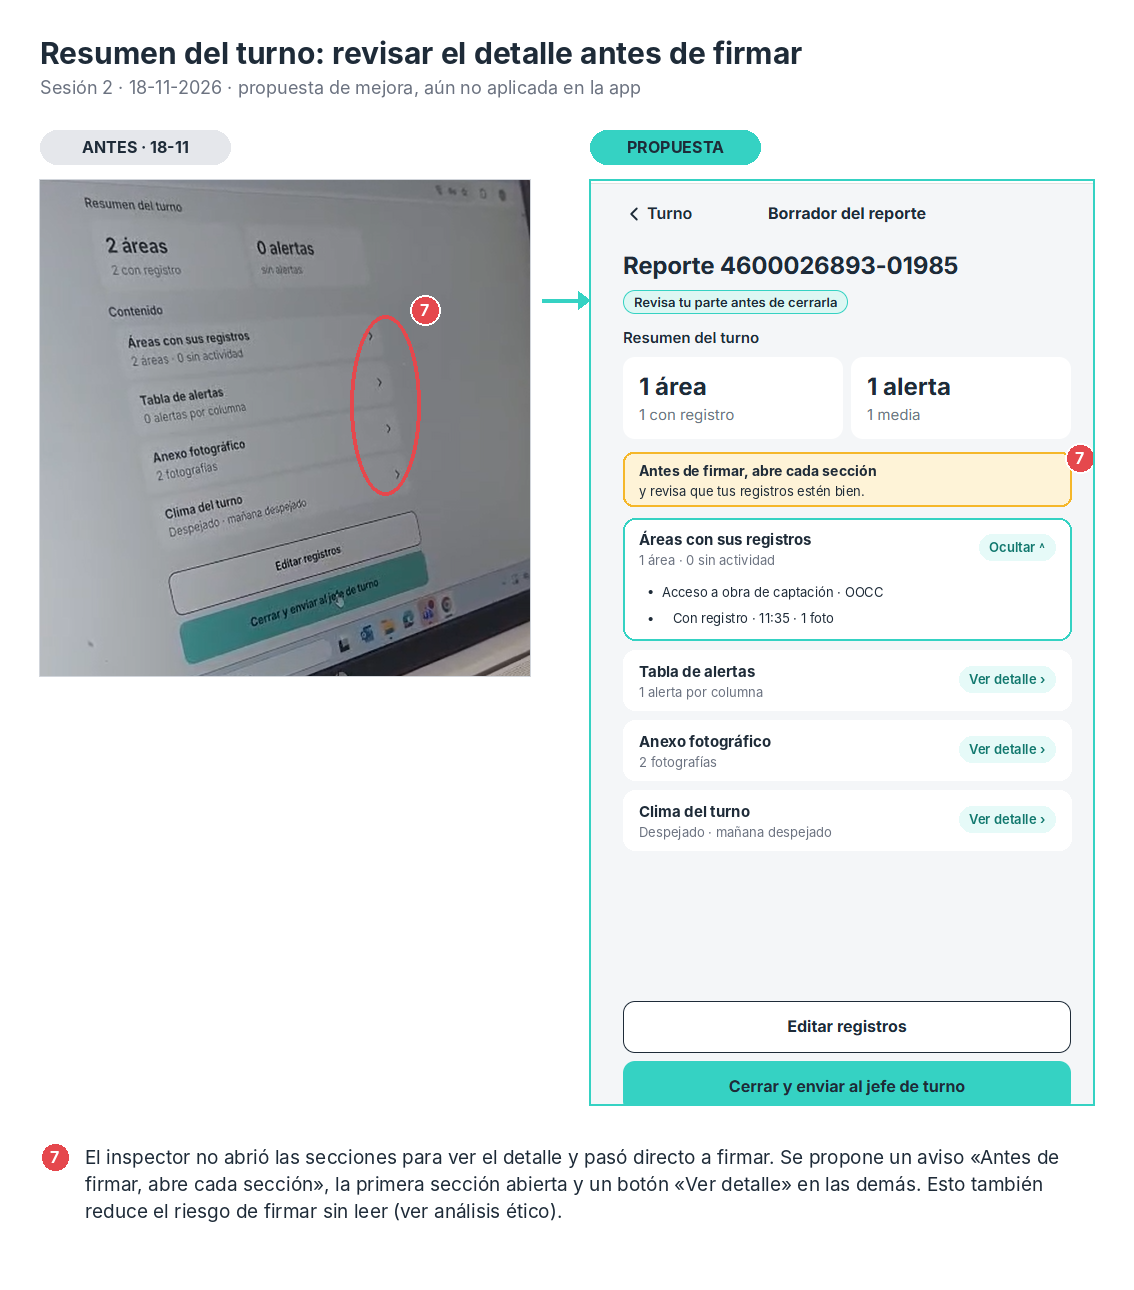 Resumen del turno: revisar el detalle antes de firmar
Sesión 2 · 18-11-2026 · propuesta de mejora, aún no aplicada en la app
ANTES · 18-11
Resumen del turno
2 áreas
2 con registro
0 alertas
sin alertas
Contenido
Áreas con sus registros
2 áreas · 0 sin actividad
Tabla de alertas
0 alertas por columna
Anexo fotográfico
2 fotografías
Clima del turno
Despejado · mañana despejado
Editar registros
Cerrar y enviar al jefe de turno
7
PROPUESTA
‹ Turno
Borrador del reporte
Reporte 4600026893-01985
Revisa tu parte antes de cerrarla
Resumen del turno
1 área
1 con registro
1 alerta
1 media
7
Antes de firmar, abre cada sección
y revisa que tus registros estén bien.
Áreas con sus registros
1 área · 0 sin actividad
Ocultar ^
• Acceso a obra de captación · OOCC
• Con registro · 11:35 · 1 foto
Tabla de alertas
1 alerta por columna
Ver detalle ›
Anexo fotográfico
2 fotografías
Ver detalle ›
Clima del turno
Despejado · mañana despejado
Ver detalle ›
Editar registros
Cerrar y enviar al jefe de turno
7 El inspector no abrió las secciones para ver el detalle y pasó directo a firmar. Se propone un aviso «Antes de
firmar, abre cada sección», la primera sección abierta y un botón «Ver detalle» en las demás. Esto también
reduce el riesgo de firmar sin leer (ver análisis ético).